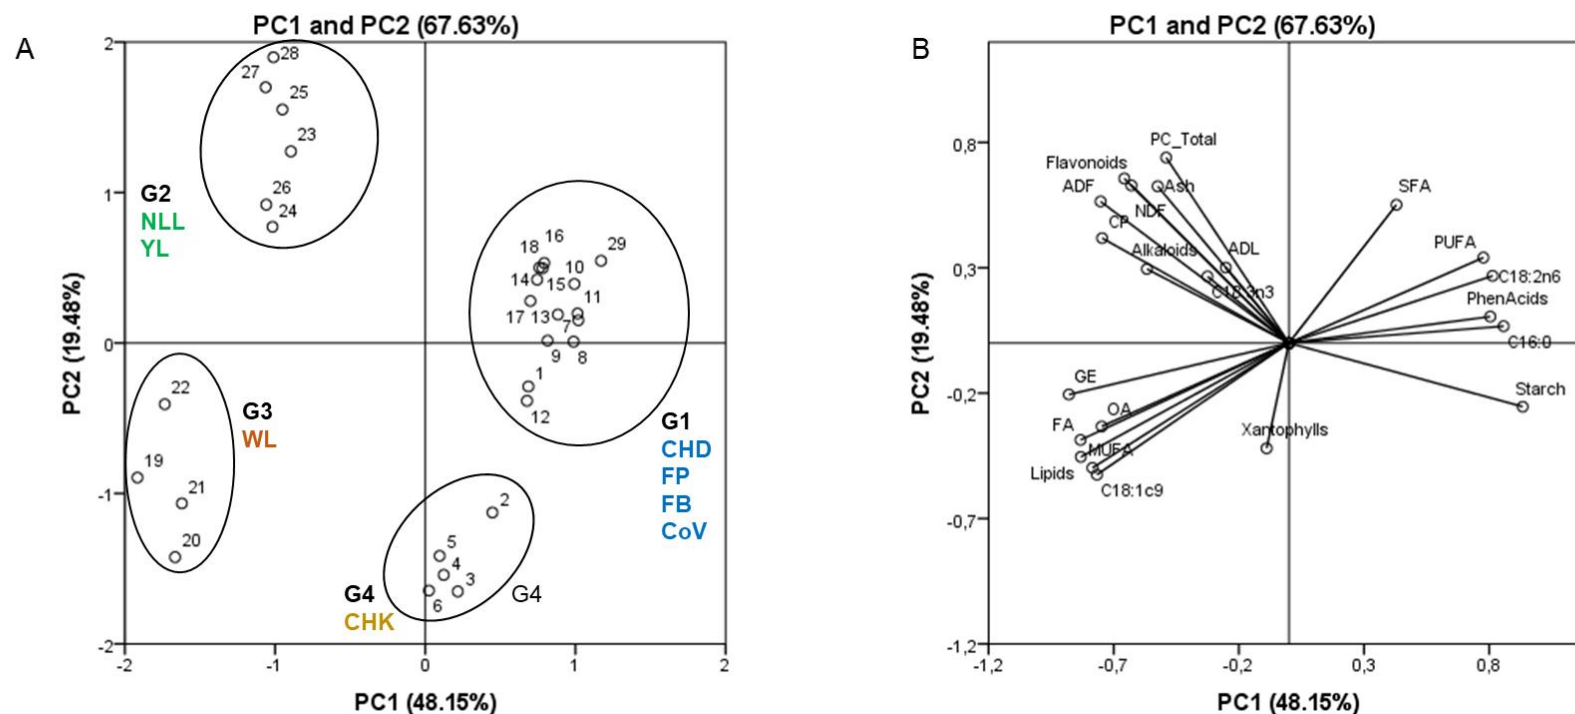 A
PC1 and PC2 (67.63%)
2
1
0
-1
-2
PC2 (19.48%)
28
27
25
23
26
24
G2
NLL
YL
16
18
29
14
15
10
11
17
13
7
9
8
1
12
22
19
21
20
G3
WL
G1
CHD
FP
FB
CoV
2
5
4
3
6
G4
CHK
G4
-2
-1
0
1
2
PC1 (48.15%)
B
PC1 and PC2 (67.63%)
0,8
0,3
-0,2
-0,7
-1,2
PC2 (19.48%)
PC_Total
Flavonoids
ADF
Ash
NDF
CP
Alkaloids
ADL
C18:3n3
SFA
PUFA
C18:2n6
PhenAcids
C16:0
Starch
GE
OA
FA
MUFA
Lipids
C18:1c9
Xantophylls
-1,2
-0,7
-0,2
0,3
0,8
PC1 (48.15%)